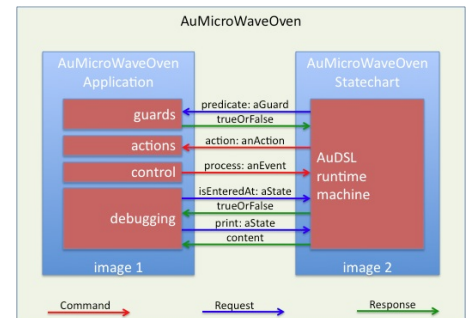 AuMicroWaveOven
AuMicroWaveOven
Application
AuMicroWaveOven
Statechart
guards
predicate: aGuard
trueOrFalse
actions
action: anAction
control
process: anEvent
debugging
isEnteredAt: aState
trueOrFalse
print: aState
content
AuDSL
runtime
machine
image 1
image 2
Command
Request
Response